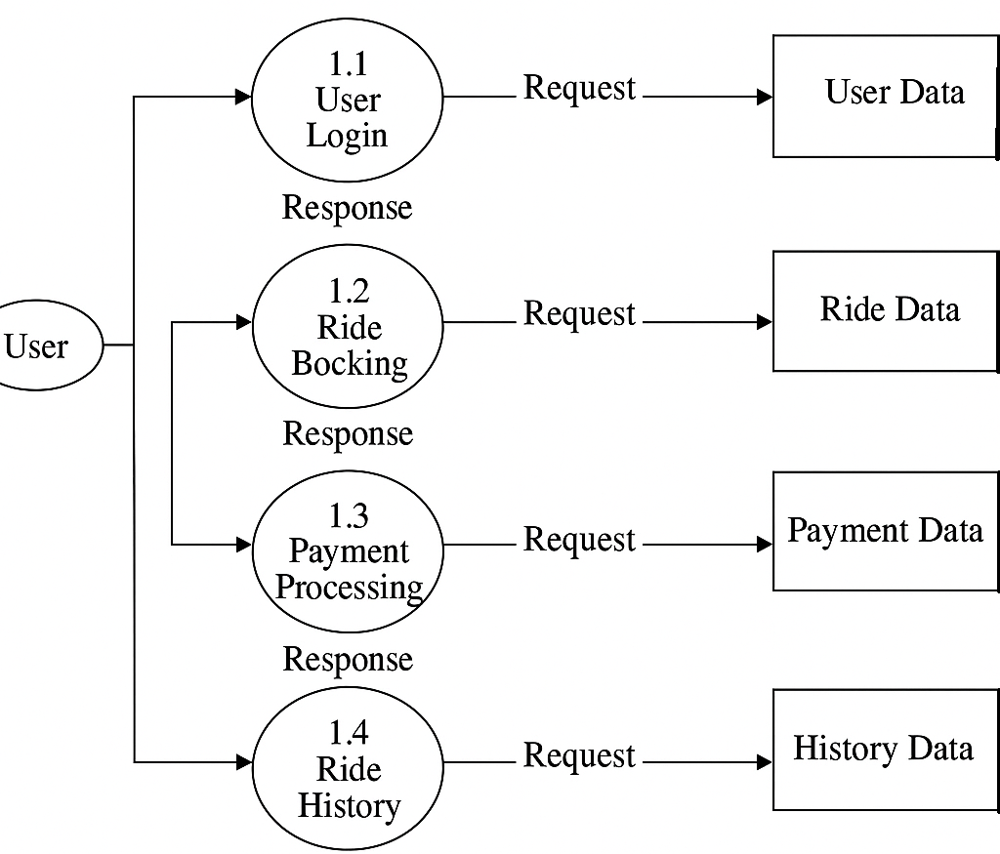 1.1
User
Login
Request
User Data
Response
1.2
Ride
Bocking
Request
Ride Data
User
Response
1.3
Payment
Processing
Request
Payment Data
Response
1.4
Ride
History
Request
History Data